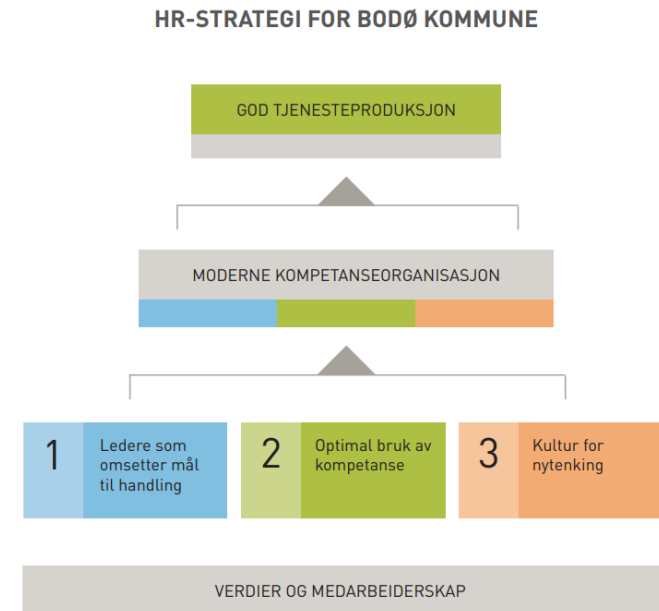 HR-STRATEGI FOR BODØ KOMMUNE
GOD TJENESTEPRODUKSJON
MODERNE KOMPETANSEORGANISASJON
1
Ledere som
omsetter mål
til handling
2
Optimal bruk av
kompetanse
3
Kultur for
nytenking
VERDIER OG MEDARBEIDERSKAP